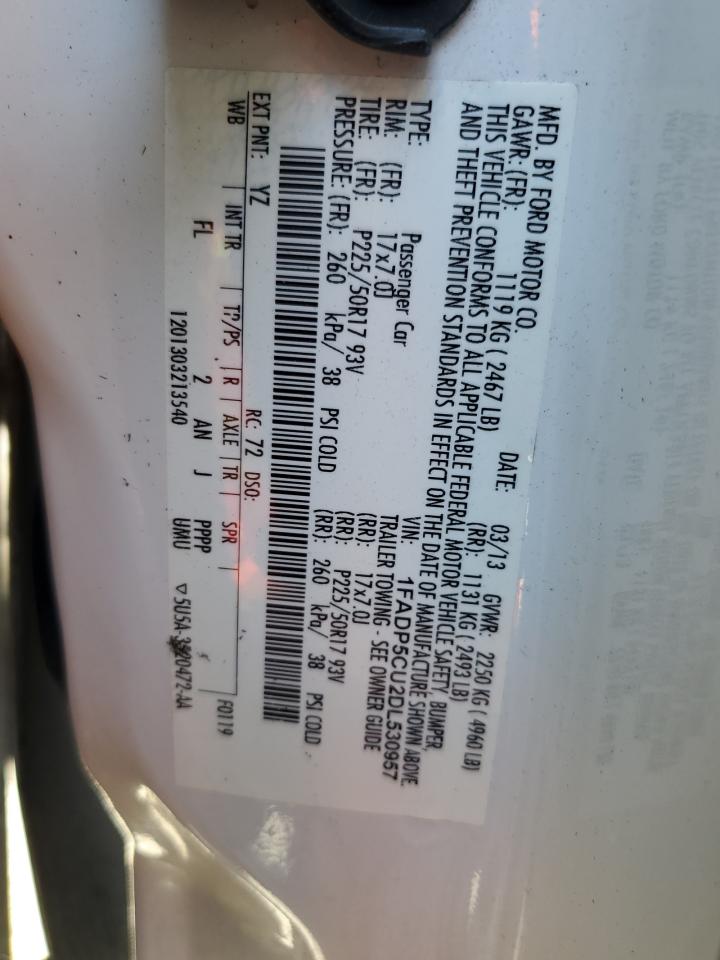 MFD. BY FORD MOTOR CO.
DATE: 03/13 GVWR: 2250 KG ( 4960 LB)
GAWR: (FR): 1119 KG ( 2467 LB) (RR): 1131 KG ( 2493 LB)
THIS VEHICLE CONFORMS TO ALL APPLICABLE FEDERAL MOTOR VEHICLE SAFETY, BUMPER,
AND THEFT PREVENTION STANDARDS IN EFFECT ON THE DATE OF MANUFACTURE SHOWN ABOVE.
VIN: 1FADP5CU2DL530957
TYPE: Passenger Car TRAILER TOWING - SEE OWNER GUIDE
RIM: (FR): 17x7.0J (RR): 17x7.0J
TIRE: (FR): P225/50R17 93V (RR): P225/50R17 93V
PRESSURE: (FR): 260 kPa/ 38 PSI COLD (RR): 260 kPa/ 38 PSI COLD
EXT PNT: YZ RC: 72 DSO: F0119
WB | INT TR | TP/PS | R | AXLE | TR | SPR |
FL 2 AN J PPPP
1201303213540 UMU